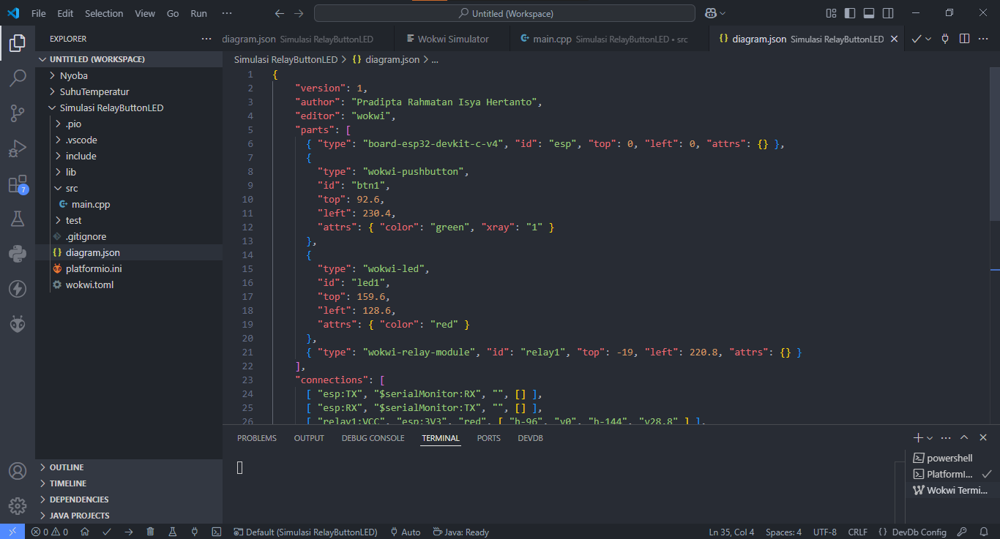 File Edit Selection View Go Run ··· Untitled (Workspace)
EXPLORER ···
diagram.json Simulasi RelayButtonLED
Wokwi Simulator
main.cpp Simulasi RelayButtonLED • src
{} diagram.json Simulasi RelayButtonLED
UNTITLED (WORKSPACE)
Nyoba
SuhuTemperatur
Simulasi RelayButtonLED
.pio
.vscode
include
lib
src
main.cpp
test
.gitignore
{} diagram.json
platformio.ini
wokwi.toml
7
OUTLINE
TIMELINE
DEPENDENCIES
JAVA PROJECTS
Simulasi RelayButtonLED > {} diagram.json > ...
1 {
2 "version": 1,
3 "author": "Pradipta Rahmatan Isya Hertanto",
4 "editor": "wokwi",
5 "parts": [
6 { "type": "board-esp32-devkit-c-v4", "id": "esp", "top": 0, "left": 0, "attrs": {} },
7 {
8 "type": "wokwi-pushbutton",
9 "id": "btn1",
10 "top": 92.6,
11 "left": 230.4,
12 "attrs": { "color": "green", "xray": "1" }
13 },
14 {
15 "type": "wokwi-led",
16 "id": "led1",
17 "top": 159.6,
18 "left": 128.6,
19 "attrs": { "color": "red" }
20 },
21 { "type": "wokwi-relay-module", "id": "relay1", "top": -19, "left": 220.8, "attrs": {} }
22 ],
23 "connections": [
24 [ "esp:TX", "$serialMonitor:RX", "", [] ],
25 [ "esp:RX", "$serialMonitor:TX", "", [] ],
26 [ "relay1:VCC", "esp:3V3", "red", [ "h-96", "v0", "h-144", "v28.8" ] ],
PROBLEMS OUTPUT DEBUG CONSOLE TERMINAL PORTS DEVDB
powershell
PlatformI...
Wokwi Termi...
0 0 Default (Simulasi RelayButtonLED) Auto Java: Ready Ln 35, Col 4 Spaces: 4 UTF-8 CRLF {} DevDb Config